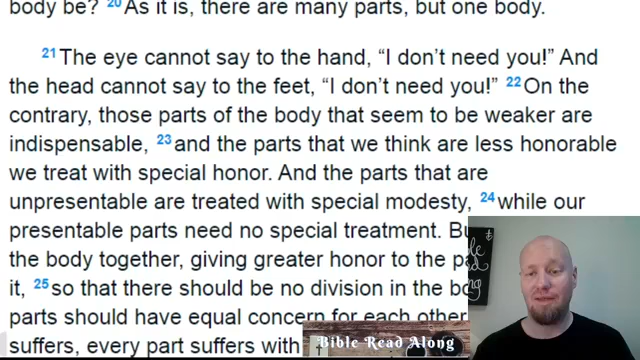 body be? 20 As it is, there are many parts, but one body.
21 The eye cannot say to the hand, “I don’t need you!” And
the head cannot say to the feet, “I don’t need you!” 22 On the
contrary, those parts of the body that seem to be weaker are
indispensable, 23 and the parts that we think are less honorable
we treat with special honor. And the parts that are
unpresentable are treated with special modesty, 24 while our
presentable parts need no special treatment.
the body together, giving greater honor to the
it, 25 so that there should be no division in the
parts should have equal concern for each other
suffers, every part suffers with
Bible Read Along